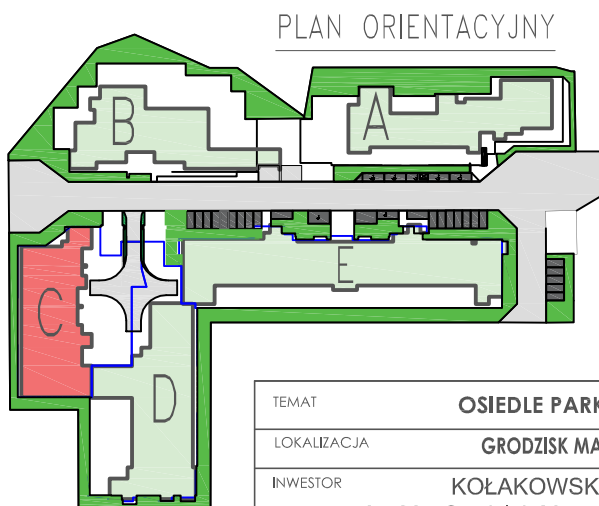 PLAN ORIENTACYJNY
B
A
C
E
D
TEMAT OSIEDLE PARK
LOKALIZACJA GRODZISK MA
INWESTOR KOŁAKOWSK